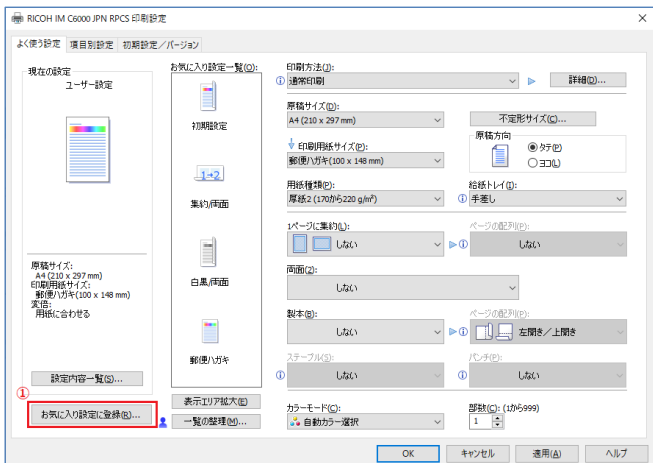 RICOH IM C6000 JPN RPCS 印刷設定
よく使う設定 項目別設定 初期設定／バージョン
現在の設定
ユーザー設定
原稿サイズ:
A4 (210 x 297 mm)
印刷用紙サイズ:
郵便ハガキ(100 x 148 mm)
変倍:
用紙に合わせる
設定内容一覧(S)...
①
お気に入り設定に登録(R)...
お気に入り設定一覧(O):
初期設定
1→2
集約/両面
白黒/両面
郵便ハガキ
表示エリア拡大(E)
一覧の整理(M)...
印刷方法(J):
通常印刷
詳細(D)...
原稿サイズ(D):
A4 (210 x 297 mm)
不定形サイズ(C)...
印刷用紙サイズ(P):
郵便ハガキ(100 x 148 mm)
原稿方向
タテ(P)
ヨコ(L)
用紙種類(P):
厚紙2 (170から220 g/m²)
給紙トレイ(I):
手差し
1ページに集約(L):
しない
ページの配列(P):
しない
両面(2):
しない
製本(B):
しない
ページの配列(P):
左開き／上開き
ステープル(S):
しない
パンチ(P):
しない
カラーモード(C):
自動カラー選択
部数(C): (1から999)
1
OK キャンセル 適用(A) ヘルプ